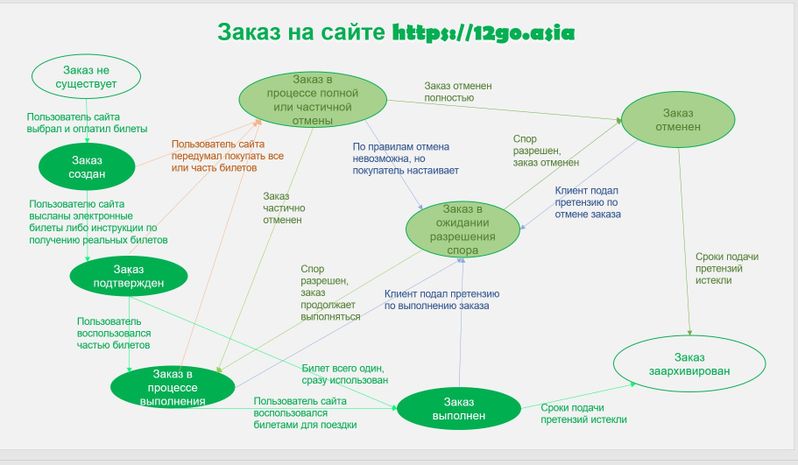 Заказ на сайте https://12go.asia
Заказ не
существует
Заказ в
процессе полной
или частичной
отмены
Заказ отменен
полностью
Заказ
отменен
Пользователь сайта
выбрал и оплатил билеты
Пользователь сайта
передумал покупать все
или часть билетов
По правилам отмена
невозможна, но
покупатель настаивает
Спор
разрешен,
заказ отменен
Заказ
создан
Клиент подал
претензию по
отмене заказа
Заказ
частично
отменен
Пользователю сайта
высланы электронные
билеты либо инструкции по
получению реальных билетов
Заказ в
ожидании
разрешения
спора
Заказ
подтвержден
Спор
разрешен,
заказ
продолжает
выполняться
Клиент подал претензию
по выполнению заказа
Сроки подачи
претензий
истекли
Пользователь
воспользовался
частью билетов
Билет всего один,
сразу использован
Заказ
заархивирован
Заказ в
процессе
выполнения
Пользователь сайта
воспользовался
билетами для поездки
Заказ
выполнен
Сроки подачи
претензий истекли